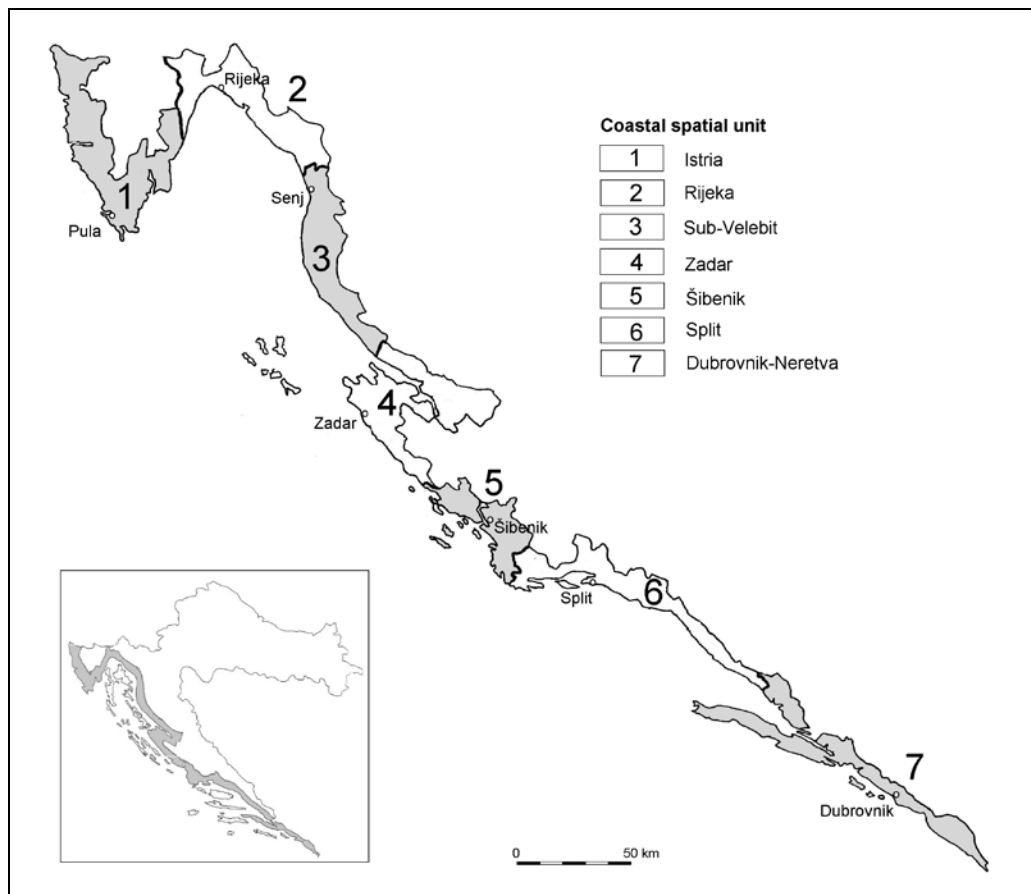 Rijeka
2
Senj
1
Pula
3
Coastal spatial unit
1 Istria
2 Rijeka
3 Sub-Velebit
4 Zadar
5 Šibenik
6 Split
7 Dubrovnik-Neretva
4
Zadar
5
Šibenik
Split
6
7
Dubrovnik
0 50 km